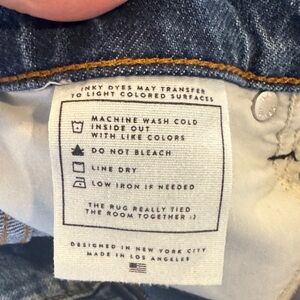 INKY DYES MAY TRANSFER
TO LIGHT COLORED SURFACES
MACHINE WASH COLD
INSIDE OUT
WITH LIKE COLORS
DO NOT BLEACH
LINE DRY
LOW IRON IF NEEDED
THE RUG REALLY TIED
THE ROOM TOGETHER :)
DESIGNED IN NEW YORK CITY
MADE IN LOS ANGELES